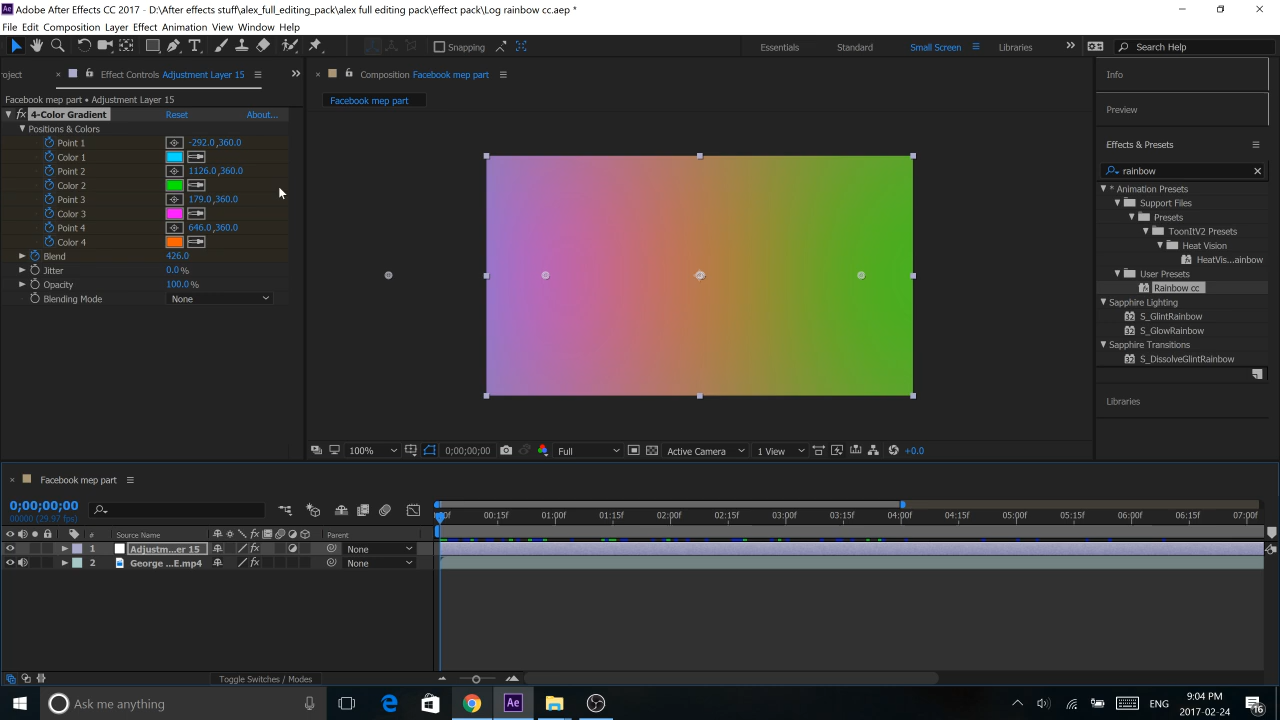 Adobe After Effects CC 2017 - D:\After effects stuff\alex_full_editing_pack\alex full editing pack\effect pack\Log rainbow cc.aep *
File Edit Composition Layer Effect Animation View Window Help
Snapping
Essentials Standard Small Screen Libraries Search Help
oject × Effect Controls Adjustment Layer 15
Facebook mep part • Adjustment Layer 15
fx 4-Color Gradient Reset About...
Positions & Colors
Point 1 -292.0,360.0
Color 1
Point 2 1126.0,360.0
Color 2
Point 3 179.0,360.0
Color 3
Point 4 646.0,360.0
Color 4
Blend 426.0
Jitter 0.0 %
Opacity 100.0 %
Blending Mode None
Composition Facebook mep part
Facebook mep part
100% 0;00;00;00 Full Active Camera 1 View +0.0
Info
Preview
Effects & Presets
rainbow
* Animation Presets
Support Files
Presets
ToonItV2 Presets
Heat Vision
HeatVis...ainbow
User Presets
Rainbow cc
Sapphire Lighting
32 S_GlintRainbow
32 S_GlowRainbow
Sapphire Transitions
32 S_DissolveGlintRainbow
Libraries
Facebook mep part
0;00;00;00
00000 (29.97 fps)
:00f 00:15f 01:00f 01:15f 02:00f 02:15f 03:00f 03:15f 04:00f 04:15f 05:00f 05:15f 06:00f 06:15f 07:00f
# Source Name fx Parent
1 Adjustm...er 15 fx None
2 George ...E.mp4 fx None
Toggle Switches / Modes
Ask me anything
Ae
9:04 PM
2017-02-24
16